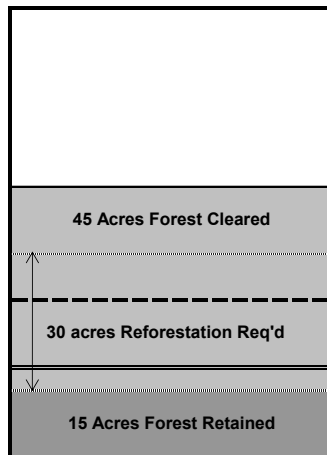 45 Acres Forest Cleared
30 acres Reforestation Req'd
15 Acres Forest Retained